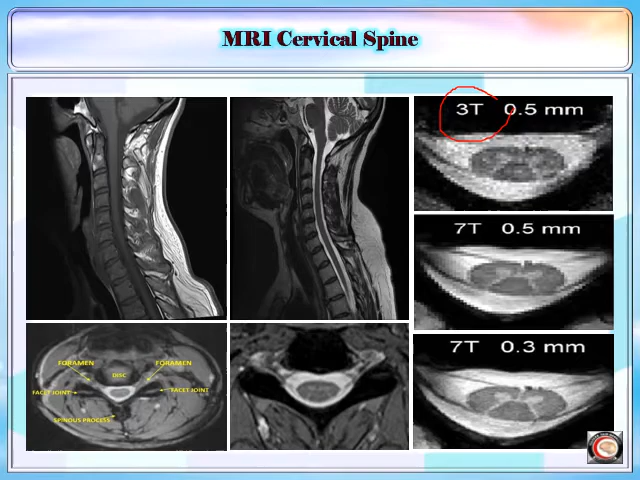 MRI Cervical Spine
3T 0.5 mm
7T 0.5 mm
7T 0.3 mm
FORAMEN
FORAMEN
DISC
FACET JOINT
FACET JOINT
SPINOUS PROCESS